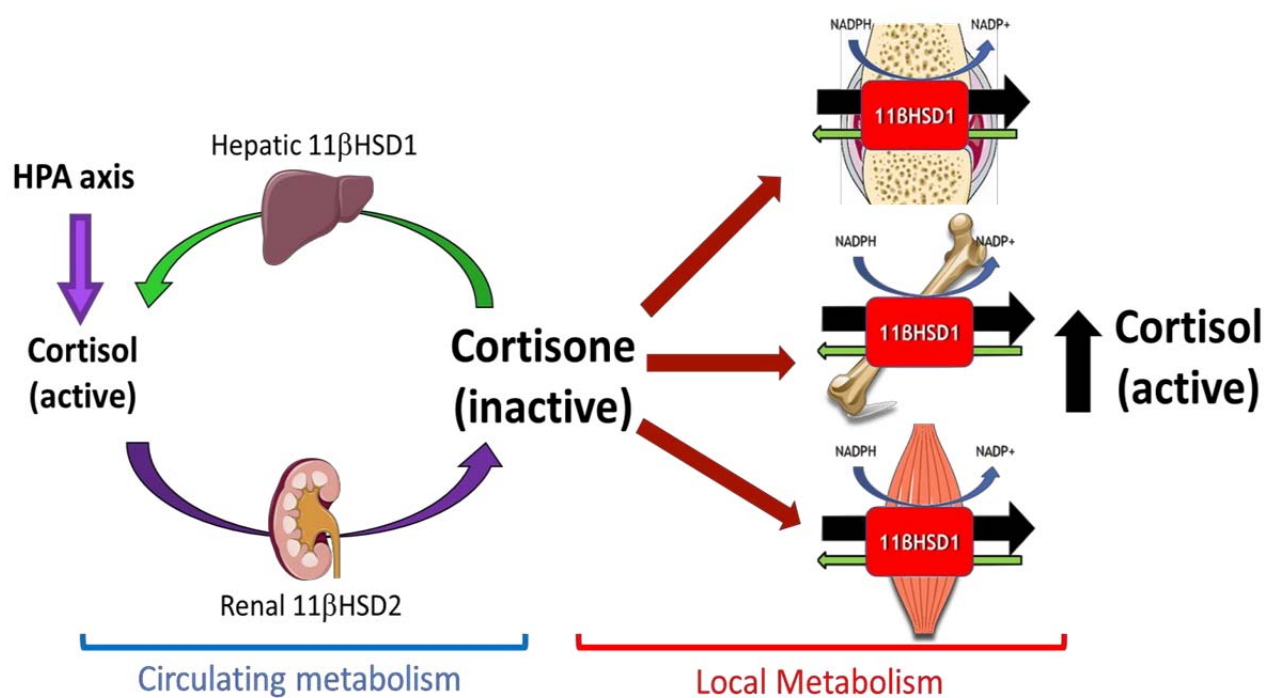 HPA axis
Cortisol
(active)
Hepatic 11βHSD1
Renal 11βHSD2
Cortisone
(inactive)
Circulating metabolism
NADPH
NADP+
11BHSD1
NADPH
NADP+
11BHSD1
NADPH
NADP+
11BHSD1
Cortisol
(active)
Local Metabolism